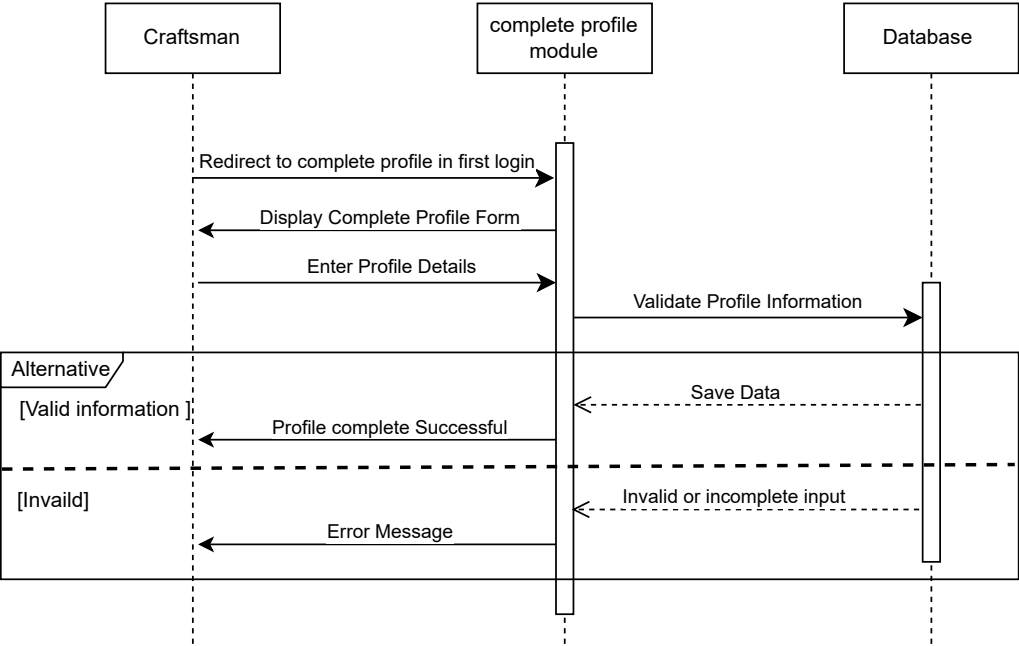 Craftsman
complete profile
module
Database
Redirect to complete profile in first login
Display Complete Profile Form
Enter Profile Details
Validate Profile Information
Alternative
Save Data
[Valid information ]
Profile complete Successful
[Invaild]
Invalid or incomplete input
Error Message